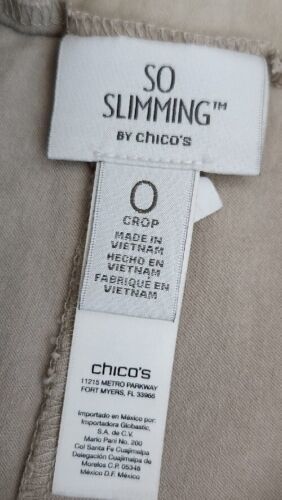 SO
SLIMMING™
BY chico's
0
CROP
MADE IN
VIETNAM
HECHO EN
VIETNAM
FABRIQUÉ EN
VIETNAM
chico's
11215 METRO PARKWAY
FORT MYERS, FL 33966
Importado en México por:
Importadora Globastic,
S.A. de C.V.
Mario Pani No. 200
Col Santa Fe Cuajimalpa
Delegación Cuajimalpa de
Morelos C.P. 05348
México D.F. México